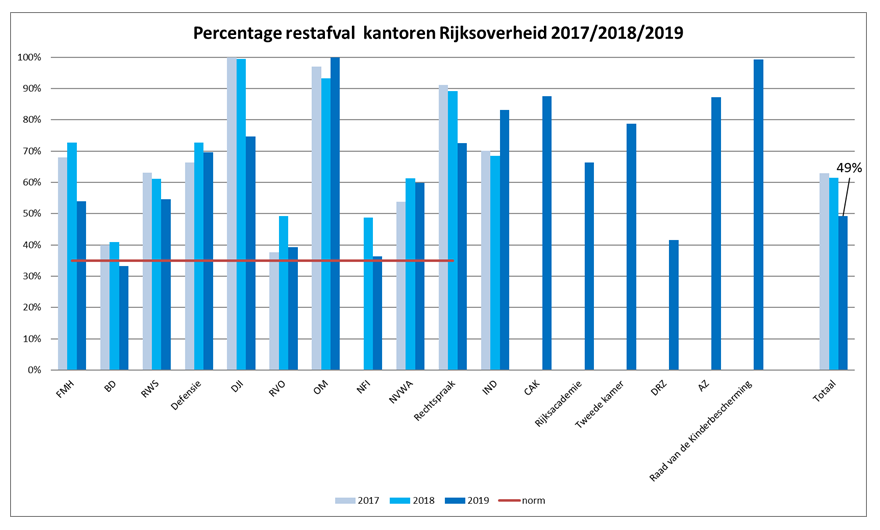 Percentage restafval kantoren Rijksoverheid 2017/2018/2019
100%
90%
80%
70%
60%
50%
40%
30%
20%
10%
0%
49%
FMH
BD
RWS
Defensie
DJI
RVO
OM
NFI
NVWA
Rechtspraak
IND
CAK
Rijksacademie
Tweede kamer
DRZ
AZ
Raad van de Kinderbescherming
Totaal
2017 2018 2019 norm